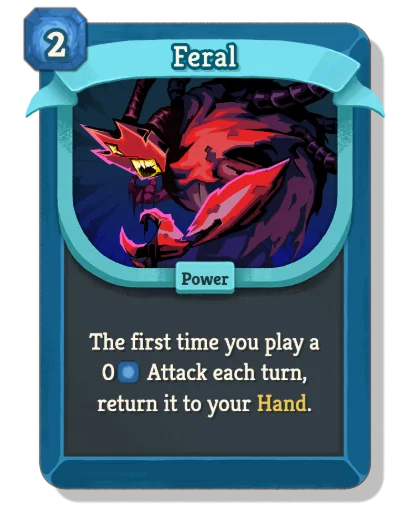 2
Feral
Power
The first time you play a
0 Attack each turn,
return it to your Hand.